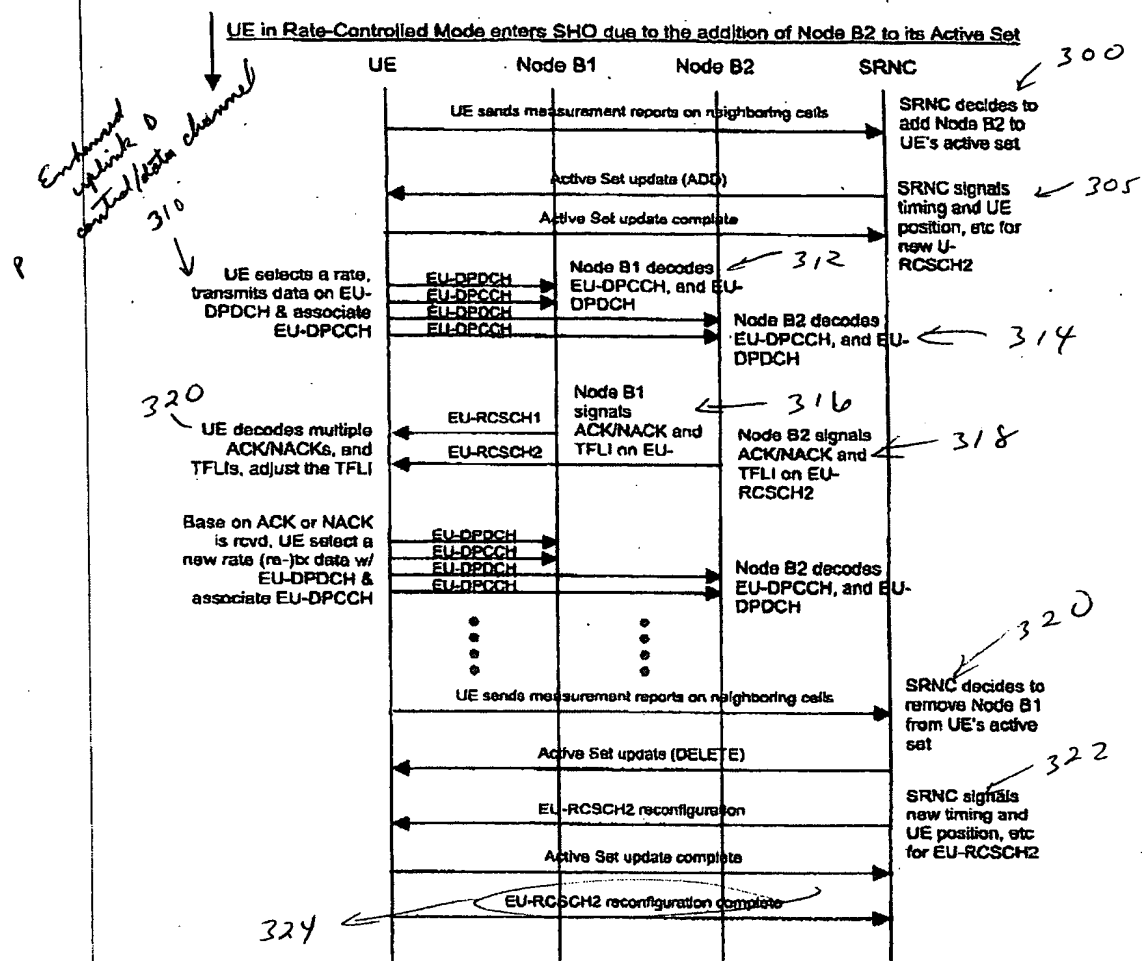 UE in Rate-Controlled Mode enters SHO due to the addition of Node B2 to its Active Set
UE Node B1 Node B2 SRNC
300
UE sends measurement reports on neighboring cells
SRNC decides to
add Node B2 to
UE's active set
Enhanced
uplink D
control/data channel
310
Active Set update (ADD)
Active Set update complete
SRNC signals
timing and UE
position, etc for
new U-
RCSCH2
305
P
UE selects a rate,
transmits data on EU-
DPDCH & associate
EU-DPCCH
EU-DPDCH
EU-DPCCH
EU-DPDCH
EU-DPCCH
Node B1 decodes
EU-DPCCH, and EU-
DPDCH
312
Node B2 decodes
EU-DPCCH, and EU-
DPDCH
314
320
UE decodes multiple
ACK/NACKs, and
TFLIs, adjust the TFLI
EU-RCSCH1
EU-RCSCH2
Node B1
signals
ACK/NACK and
TFLI on EU-
316
Node B2 signals
ACK/NACK and
TFLI on EU-
RCSCH2
318
Base on ACK or NACK
is rcvd, UE select a
new rate (re-)tx data w/
EU-DPDCH &
associate EU-DPCCH
EU-DPDCH
EU-DPCCH
EU-DPDCH
EU-DPCCH
Node B2 decodes
EU-DPCCH, and EU-
DPDCH
320
UE sends measurement reports on neighboring cells
SRNC decides to
remove Node B1
from UE's active
set
Active Set update (DELETE)
322
EU-RCSCH2 reconfiguration
SRNC signals
new timing and
UE position, etc
for EU-RCSCH2
Active Set update complete
EU-RCSCH2 reconfiguration complete
324